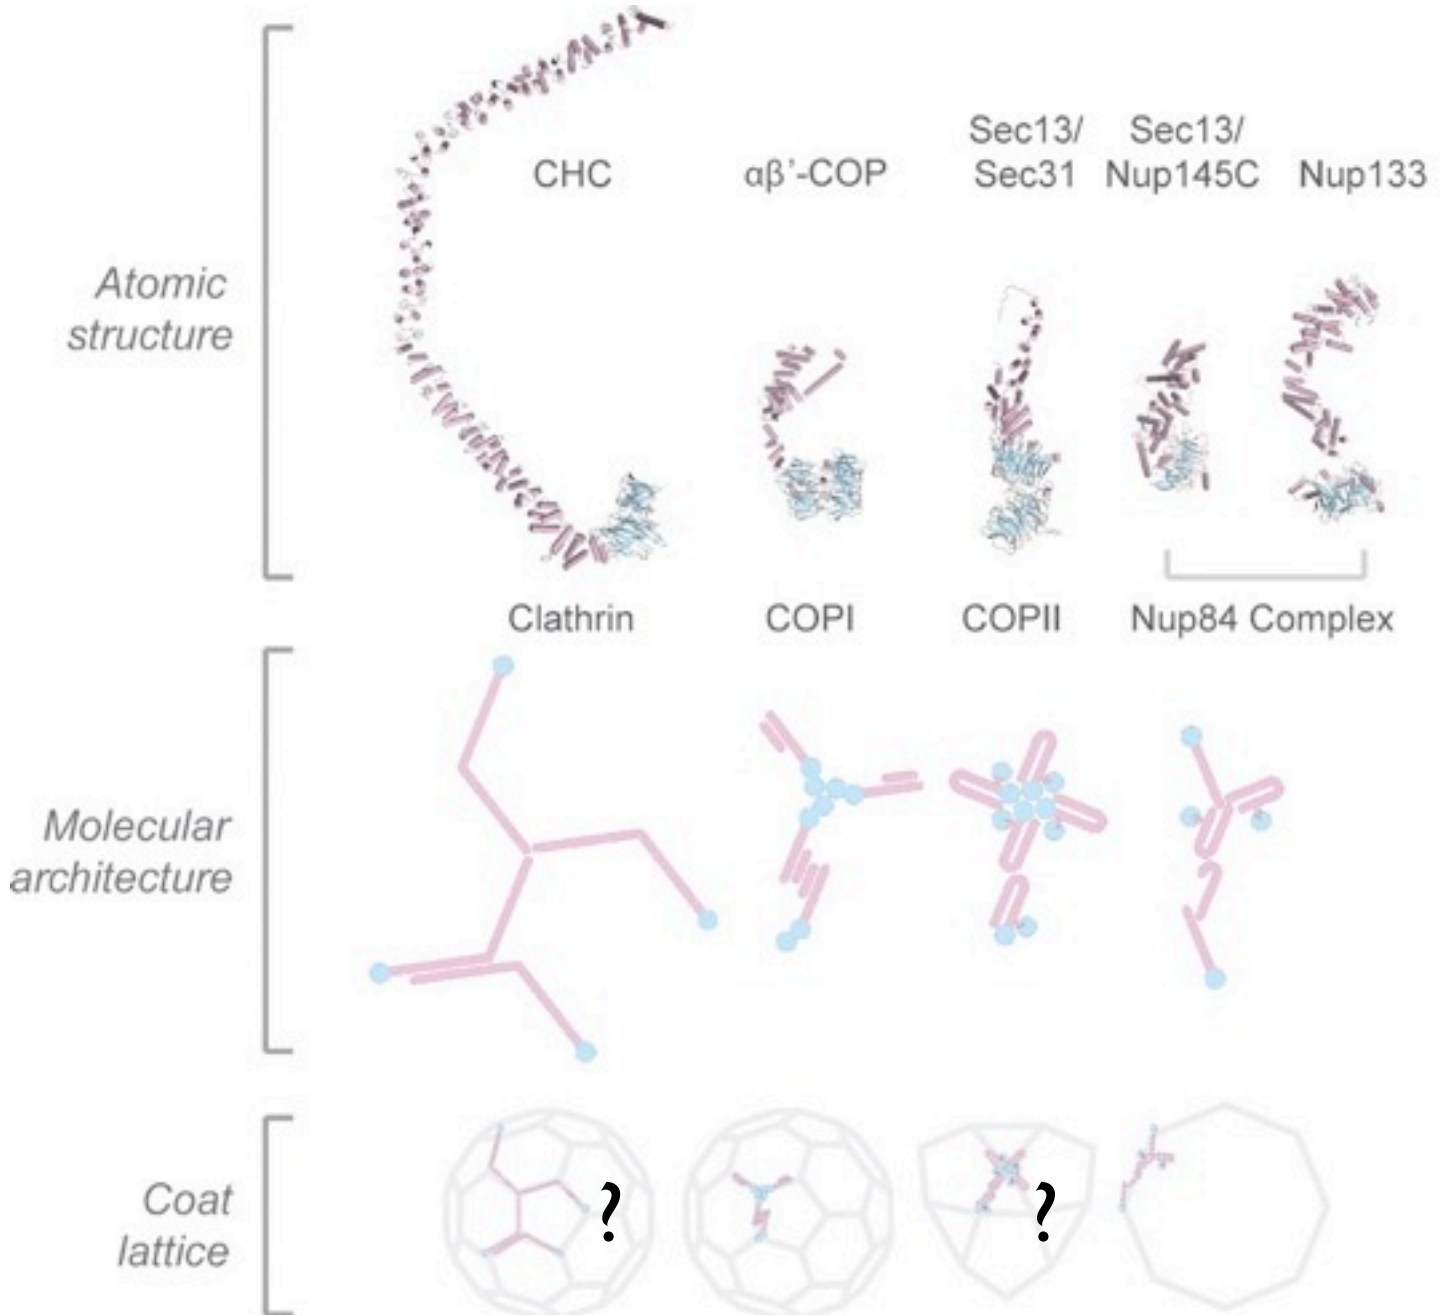 CHC
αβ’-COP
Sec13/
Sec31
Sec13/
Nup145C
Nup133
Atomic
structure
Clathrin
COPI
COPII
Nup84 Complex
Molecular
architecture
Coat
lattice
?
?